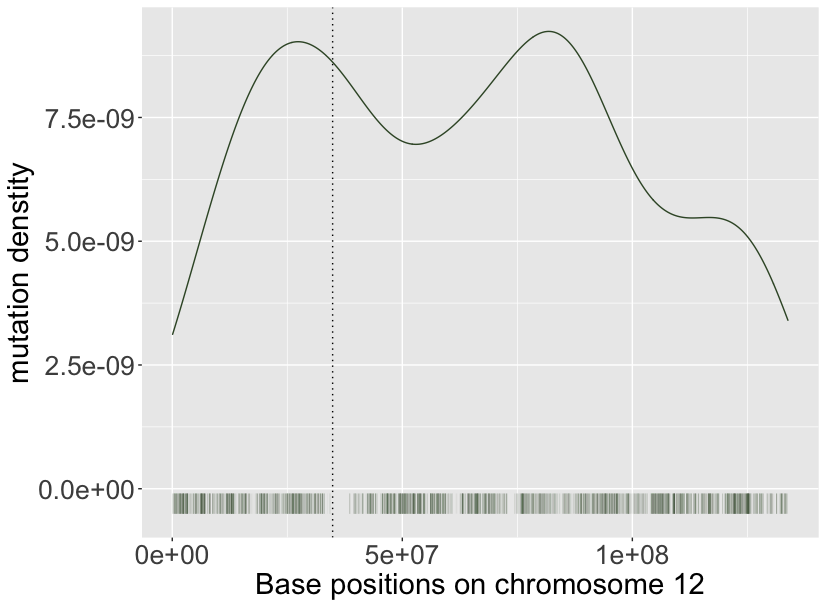 mutation denstity
7.5e-09
5.0e-09
2.5e-09
0.0e+00
0e+00 5e+07 1e+08
Base positions on chromosome 12